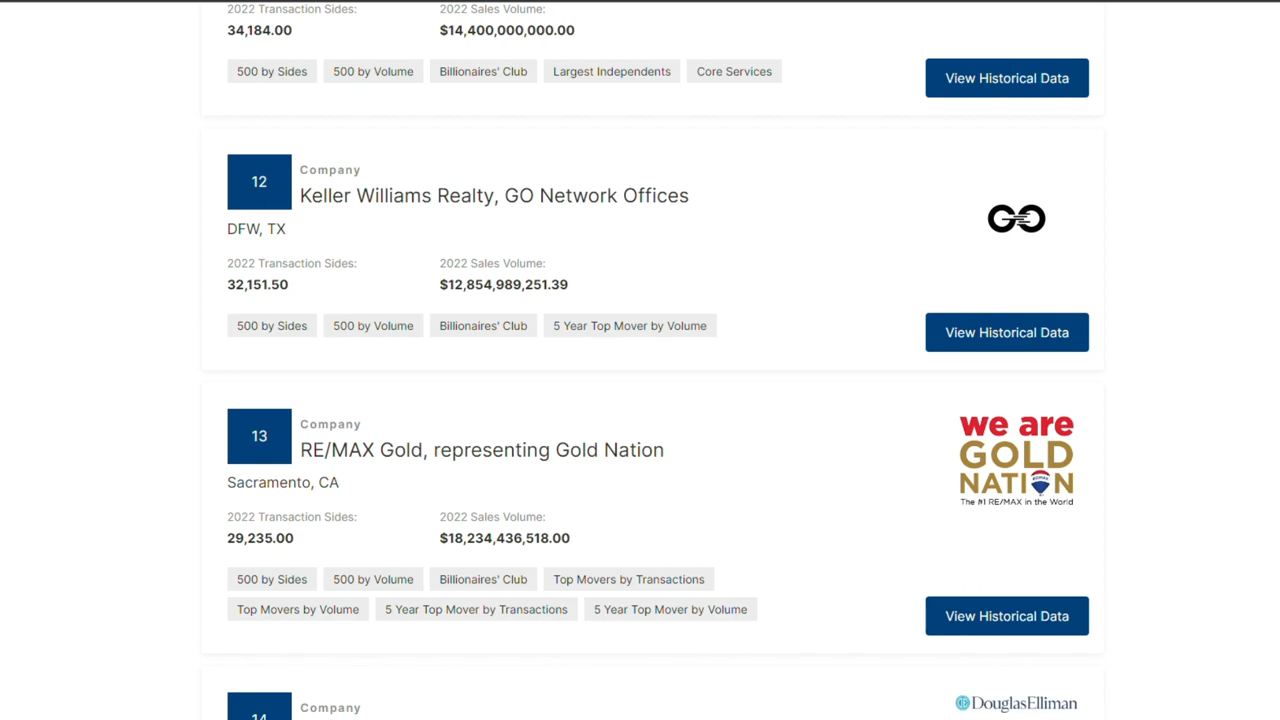 2022 Transaction Sides: 2022 Sales Volume:
34,184.00 $14,400,000,000.00
500 by Sides 500 by Volume Billionaires' Club Largest Independents Core Services
View Historical Data
12
Company
Keller Williams Realty, GO Network Offices
GO
DFW, TX
2022 Transaction Sides: 2022 Sales Volume:
32,151.50 $12,854,989,251.39
500 by Sides 500 by Volume Billionaires' Club 5 Year Top Mover by Volume
View Historical Data
13
Company
RE/MAX Gold, representing Gold Nation
we are
GOLD
NATION
RE/MAX
The #1 RE/MAX in the World
Sacramento, CA
2022 Transaction Sides: 2022 Sales Volume:
29,235.00 $18,234,436,518.00
500 by Sides 500 by Volume Billionaires' Club Top Movers by Transactions
Top Movers by Volume 5 Year Top Mover by Transactions 5 Year Top Mover by Volume
View Historical Data
14
Company
DouglasElliman